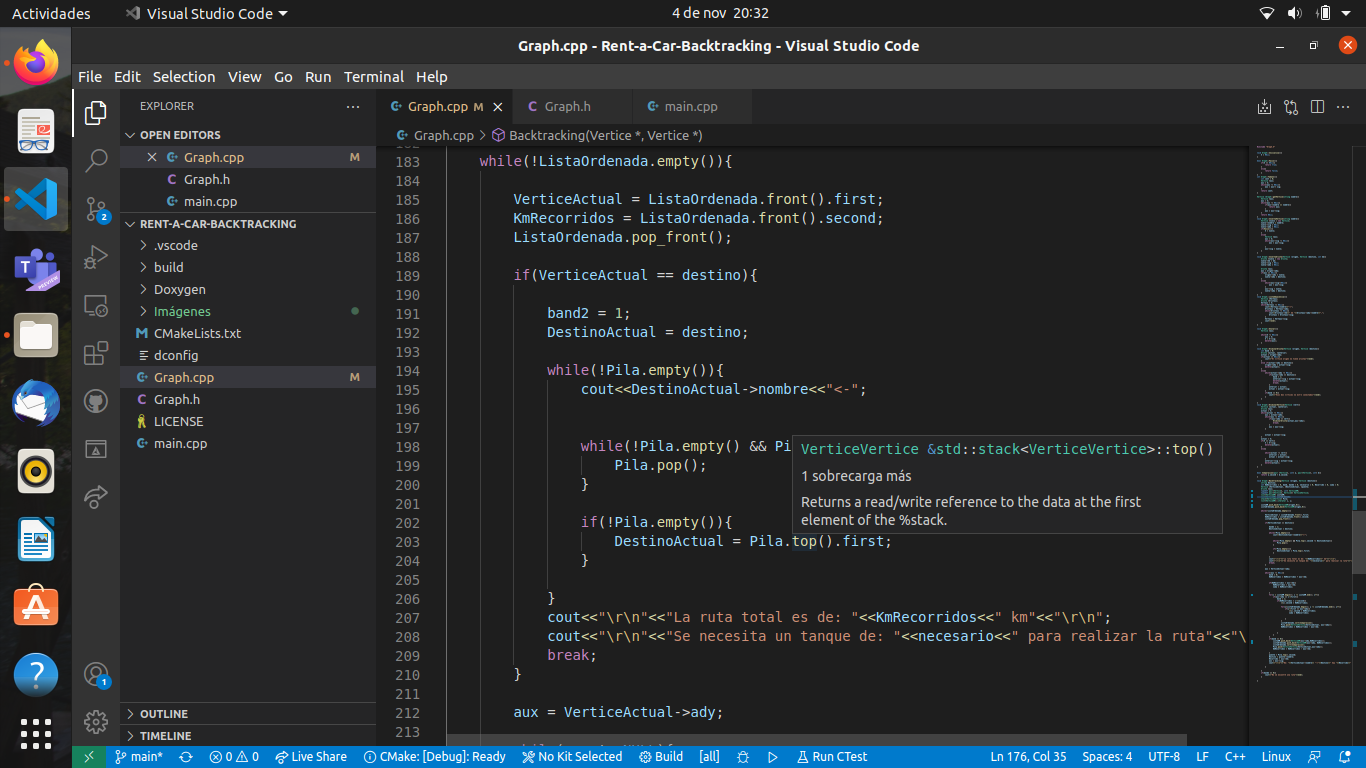 Actividades
Visual Studio Code
4 de nov 20:32
Graph.cpp - Rent-a-Car-Backtracking - Visual Studio Code
File Edit Selection View Go Run Terminal Help
EXPLORER
OPEN EDITORS
Graph.cpp M
Graph.h
main.cpp
RENT-A-CAR-BACKTRACKING
.vscode
build
Doxygen
Imágenes
CMakeLists.txt
dconfig
Graph.cpp M
Graph.h
LICENSE
main.cpp
OUTLINE
TIMELINE
Graph.cpp M
Graph.h
main.cpp
Graph.cpp > Backtracking(Vertice *, Vertice *)
183 while(!ListaOrdenada.empty()){
184
185 VerticeActual = ListaOrdenada.front().first;
186 KmRecorridos = ListaOrdenada.front().second;
187 ListaOrdenada.pop_front();
188
189 if(VerticeActual == destino){
190
191 band2 = 1;
192 DestinoActual = destino;
193
194 while(!Pila.empty()){
195 cout<<DestinoActual->nombre<<"<-";
196
197
198 while(!Pila.empty() && Pi
199 Pila.pop();
200 }
201
202 if(!Pila.empty()){
203 DestinoActual = Pila.top().first;
204 }
205
206 }
207 cout<<"\r\n"<<"La ruta total es de: "<<KmRecorridos<<" km"<<"\r\n";
208 cout<<"\r\n"<<"Se necesita un tanque de: "<<necesario<<" para realizar la ruta"<<"\
209 break;
210 }
211
212 aux = VerticeActual->ady;
213
VerticeVertice &std::stack<VerticeVertice>::top()
1 sobrecarga más
Returns a read/write reference to the data at the first
element of the %stack.
2
1
PREVIEW
main* 0 0 Live Share CMake: [Debug]: Ready No Kit Selected Build [all] Run CTest Ln 176, Col 35 Spaces: 4 UTF-8 LF C++ Linux